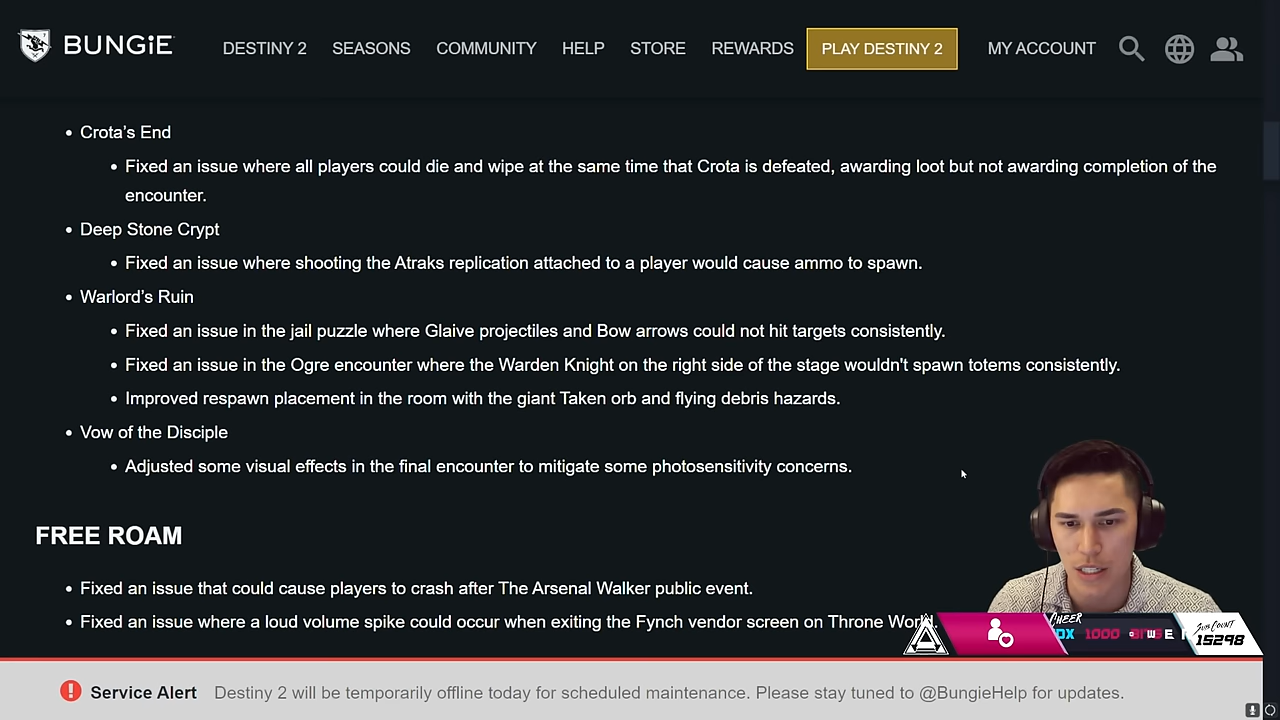 BUNGiE DESTINY 2 SEASONS COMMUNITY HELP STORE REWARDS PLAY DESTINY 2 MY ACCOUNT
• Crota’s End
• Fixed an issue where all players could die and wipe at the same time that Crota is defeated, awarding loot but not awarding completion of the
encounter.
• Deep Stone Crypt
• Fixed an issue where shooting the Atraks replication attached to a player would cause ammo to spawn.
• Warlord’s Ruin
• Fixed an issue in the jail puzzle where Glaive projectiles and Bow arrows could not hit targets consistently.
• Fixed an issue in the Ogre encounter where the Warden Knight on the right side of the stage wouldn't spawn totems consistently.
• Improved respawn placement in the room with the giant Taken orb and flying debris hazards.
• Vow of the Disciple
• Adjusted some visual effects in the final encounter to mitigate some photosensitivity concerns.
FREE ROAM
• Fixed an issue that could cause players to crash after The Arsenal Walker public event.
• Fixed an issue where a loud volume spike could occur when exiting the Fynch vendor screen on Throne World.
CHEER
1000 BITS
SUB COUNT
15298
Service Alert Destiny 2 will be temporarily offline today for scheduled maintenance. Please stay tuned to @BungieHelp for updates.